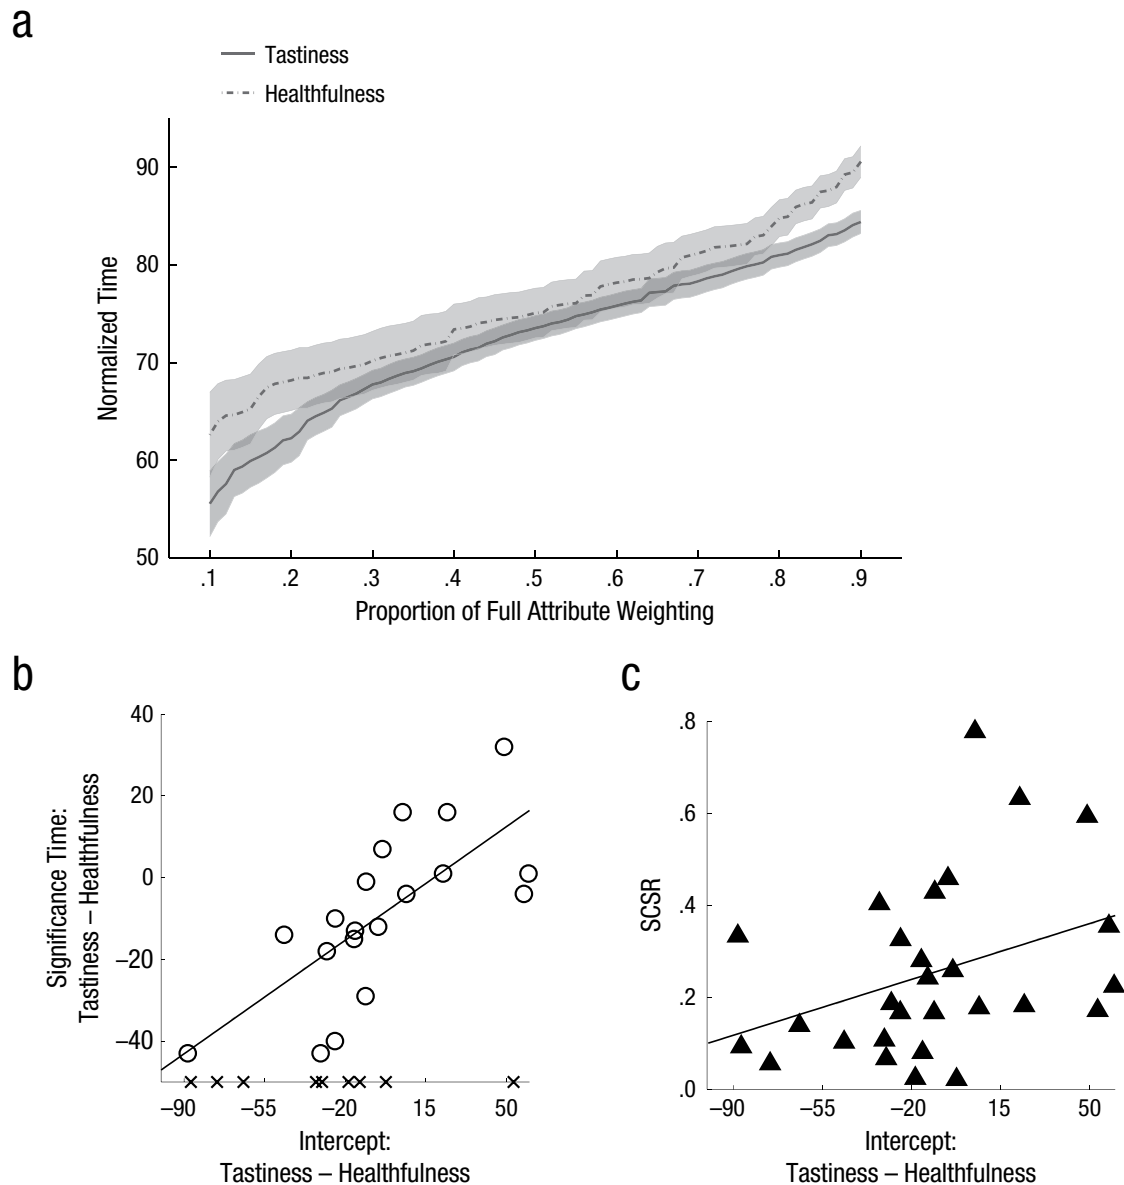 a
Tastiness
Healthfulness
90
80
70
60
50
Normalized Time
.1 .2 .3 .4 .5 .6 .7 .8 .9
Proportion of Full Attribute Weighting
b
40
20
0
–20
–40
Significance Time:
Tastiness – Healthfulness
–90 –55 –20 15 50
Intercept:
Tastiness – Healthfulness
c
.8
.6
.4
.2
.0
SCSR
–90 –55 –20 15 50
Intercept:
Tastiness – Healthfulness